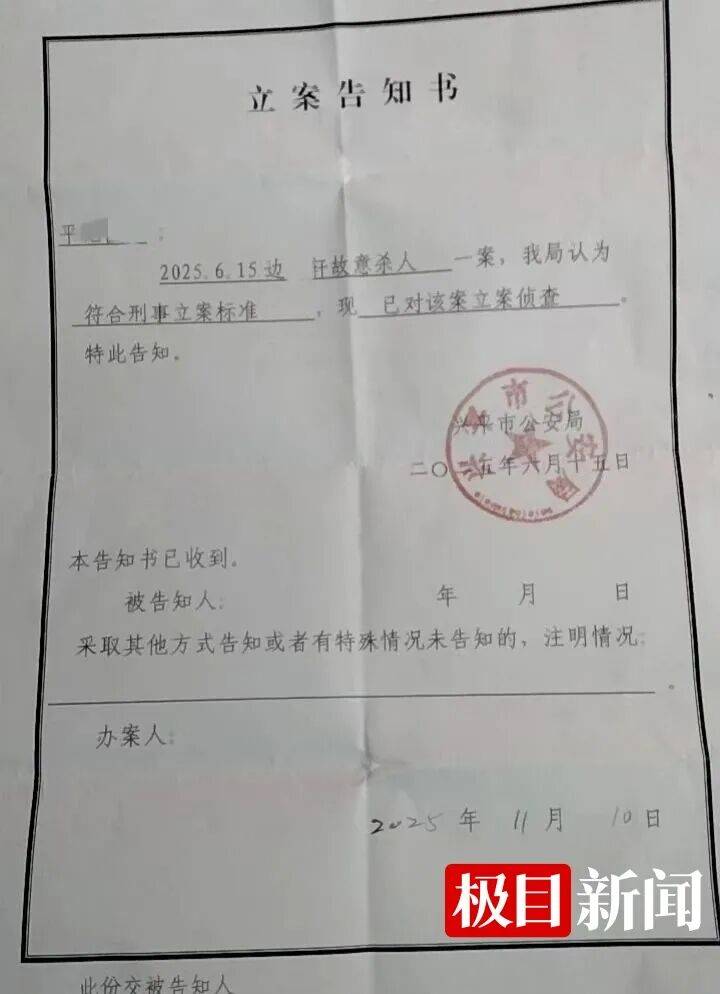 立案告知书
平
2025.6.15边 钎故意杀人 一案，我局认为
符合刑事立案标准，现 已对该案立案侦查。
特此告知。
兴平市公安局
二〇二五年六月十五日
本告知书已收到。
被告知人： 年 月 日
采取其他方式告知或者有特殊情况未告知的，注明情况：
。
办案人：
2025 年 11 月 10 日
极目新闻
此份交被告知人